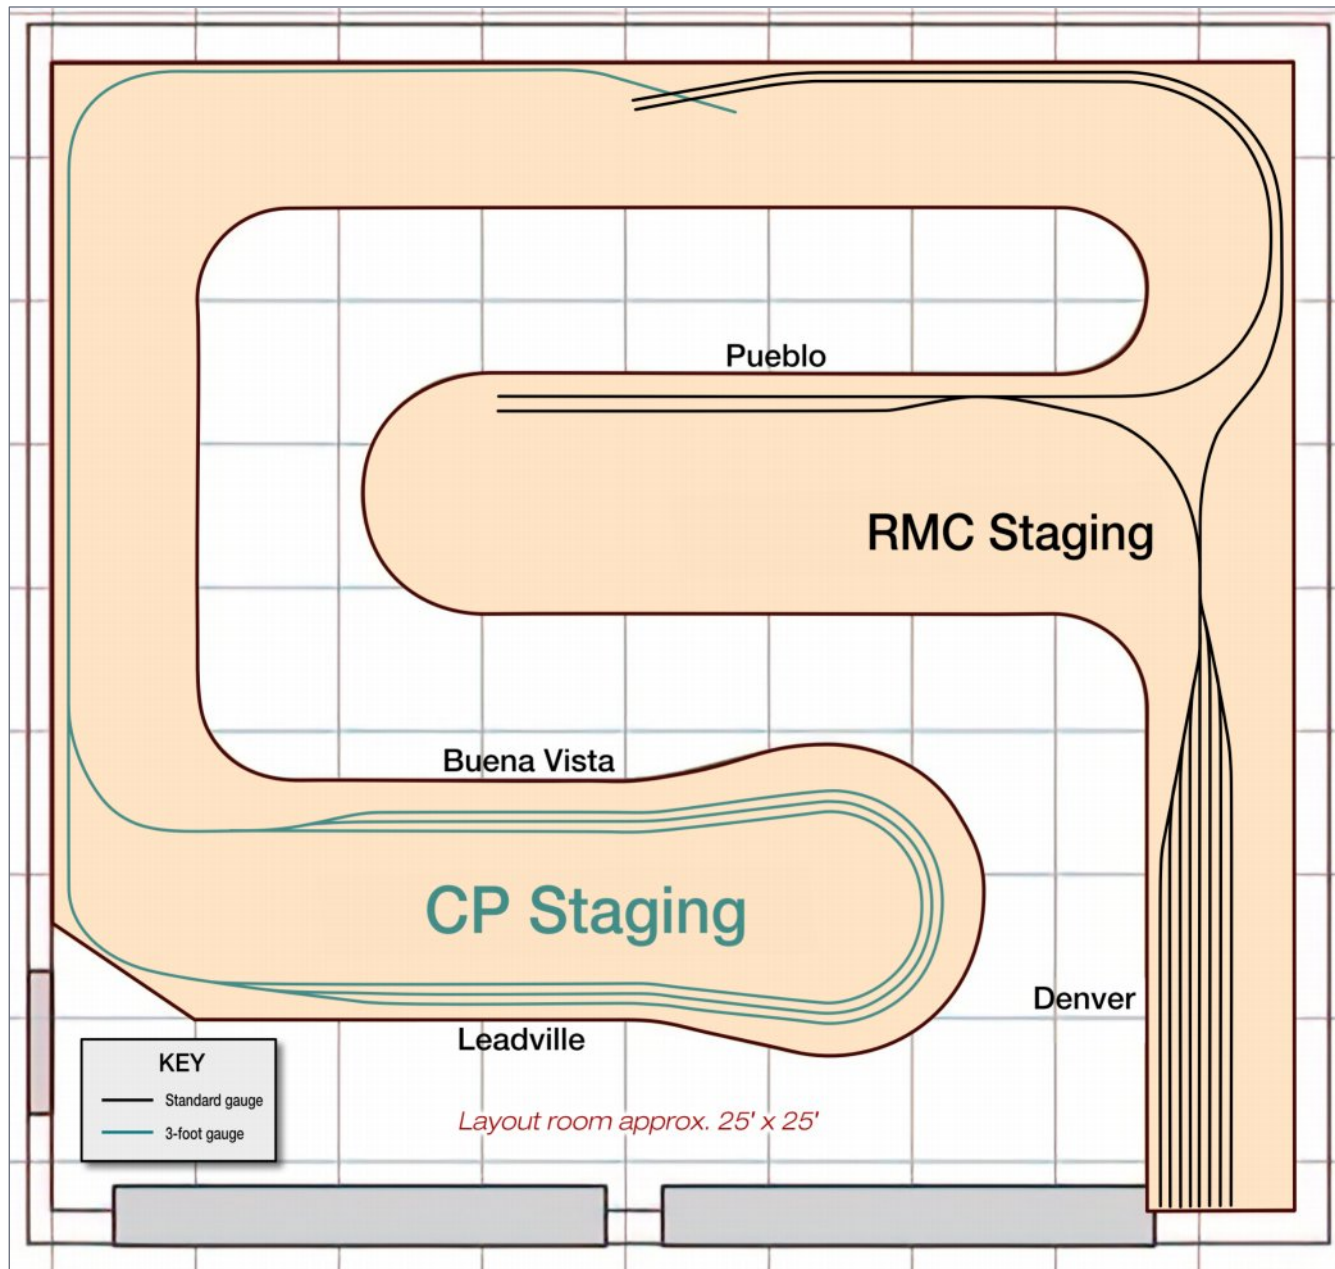 Pueblo
RMC Staging
Buena Vista
CP Staging
Denver
Leadville
KEY
Standard gauge
3-foot gauge
Layout room approx. 25' x 25'